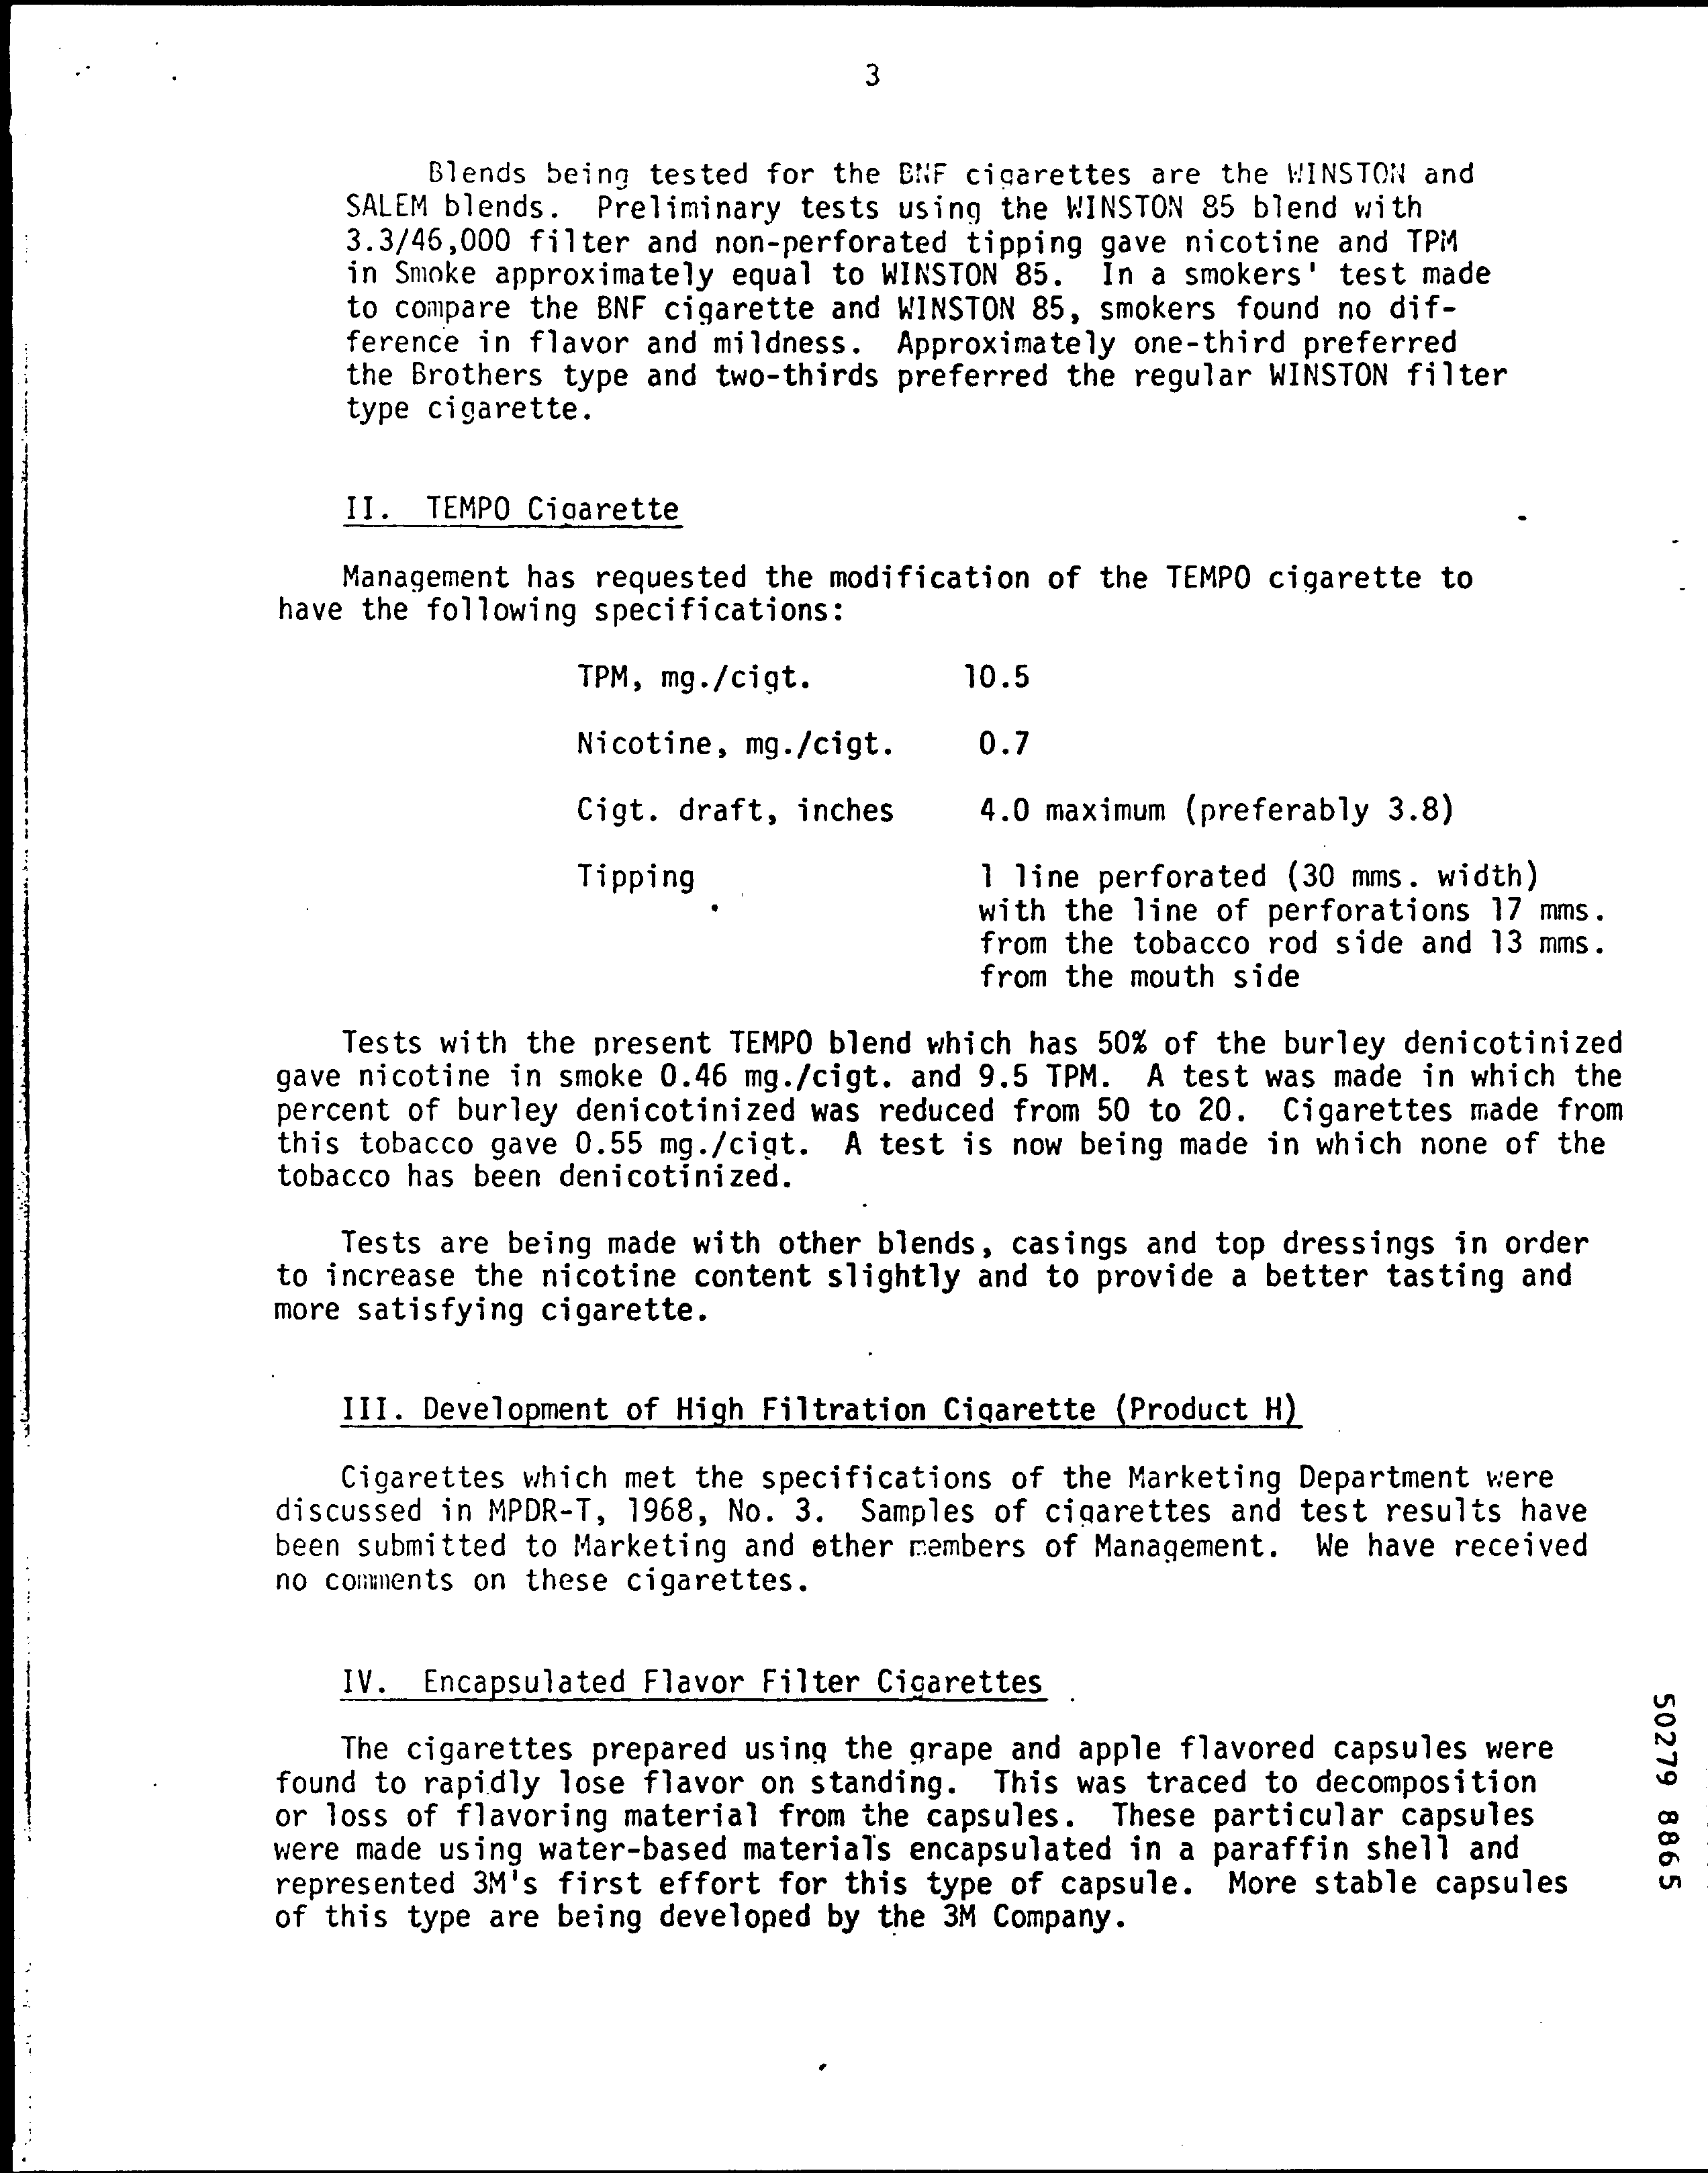 3
Blends being tested for the BNF cigarettes are the WINSTON and
SALEM blends. Preliminary tests using the WINSTON 85 blend with
3.3/46,000 filter and non-perforated tipping gave nicotine and TPM
in Smoke approximately equal to WINSTON 85. In a smokers' test made
to compare the BNF cigarette and WINSTON 85, smokers found no dif-
ference in flavor and mildness. Approximately one-third preferred
the Brothers type and two-thirds preferred the regular WINSTON filter
type cigarette.
II. TEMPO Cigarette
Management has requested the modification of the TEMPO cigarette to
have the following specifications:
TPM, mg./cigt. 10.5
Nicotine, mg./cigt. 0.7
Cigt. draft, inches 4.0 maximum (preferably 3.8)
Tipping 1 line perforated (30 mms. width)
with the line of perforations 17 mms.
from the tobacco rod side and 13 mms.
from the mouth side
Tests with the present TEMPO blend which has 50% of the burley denicotinized
gave nicotine in smoke 0.46 mg./cigt. and 9.5 TPM. A test was made in which the
percent of burley denicotinized was reduced from 50 to 20. Cigarettes made from
this tobacco gave 0.55 mg./cigt. A test is now being made in which none of the
tobacco has been denicotinized.
Tests are being made with other blends, casings and top dressings in order
to increase the nicotine content slightly and to provide a better tasting and
more satisfying cigarette.
III. Development of High Filtration Cigarette (Product H)
Cigarettes which met the specifications of the Marketing Department were
discussed in MPDR-T, 1968, No. 3. Samples of cigarettes and test results have
been submitted to Marketing and other members of Management. We have received
no comments on these cigarettes.
IV. Encapsulated Flavor Filter Cigarettes
The cigarettes prepared using the grape and apple flavored capsules were
found to rapidly lose flavor on standing. This was traced to decomposition
or loss of flavoring material from the capsules. These particular capsules
were made using water-based materials encapsulated in a paraffin shell and
represented 3M's first effort for this type of capsule. More stable capsules
of this type are being developed by the 3M Company.
50279 8865